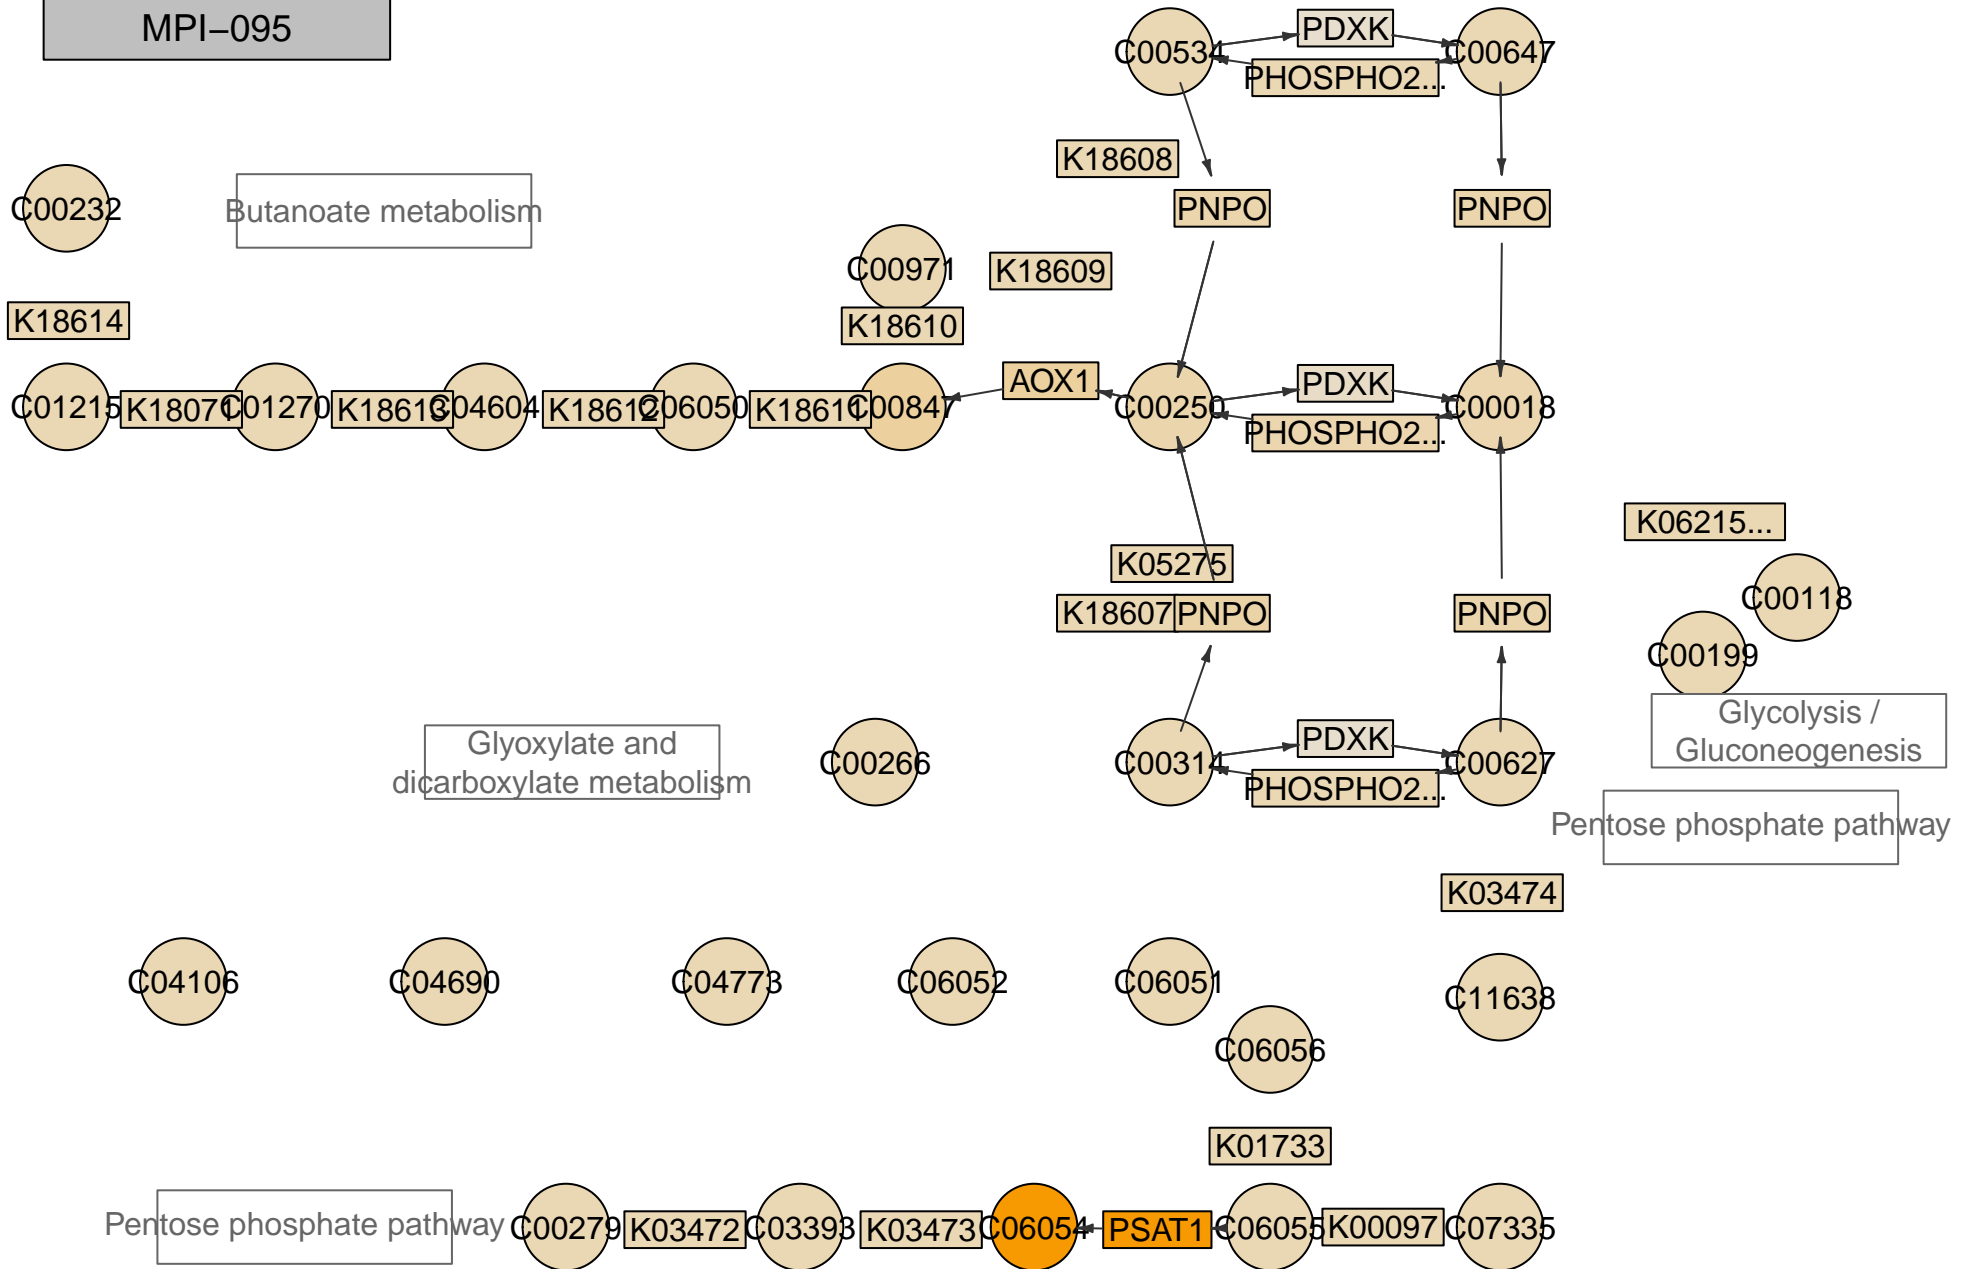 MPI−095
C00534
PDXK
C00647
PHOSPHO2...
K18608
C00232
Butanoate metabolism
PNPO
PNPO
C00971
K18609
K18614
K18610
C01215
K18071
C01270
K18613
C04604
K18612
C06050
K18611
C00847
AOX1
C00250
PDXK
C00018
PHOSPHO2...
K06215...
K05275
C00118
K18607
PNPO
PNPO
C00199
Glyoxylate and
dicarboxylate metabolism
C00266
C00314
PDXK
C00627
PHOSPHO2...
Glycolysis /
Gluconeogenesis
Pentose phosphate pathway
K03474
C04106
C04690
C04773
C06052
C06051
C11638
C06056
K01733
Pentose phosphate pathway
C00279
K03472
C03393
K03473
C06054
PSAT1
C06055
K00097
C07335